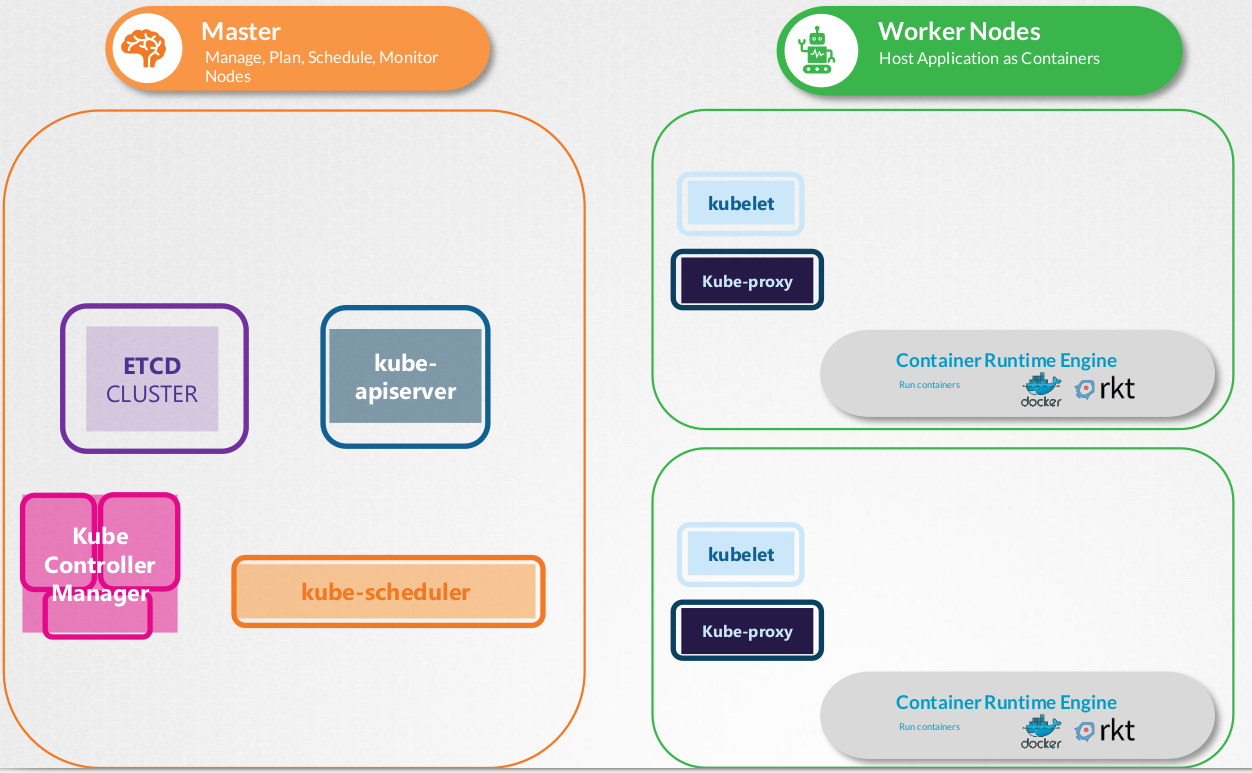 Master
Manage, Plan, Schedule, Monitor
Nodes
ETCD
CLUSTER
kube-
apiserver
Kube
Controller
Manager
kube-scheduler
Worker Nodes
Host Application as Containers
kubelet
Kube-proxy
Container Runtime Engine
Run containers
docker
rkt
kubelet
Kube-proxy
Container Runtime Engine
Run containers
docker
rkt